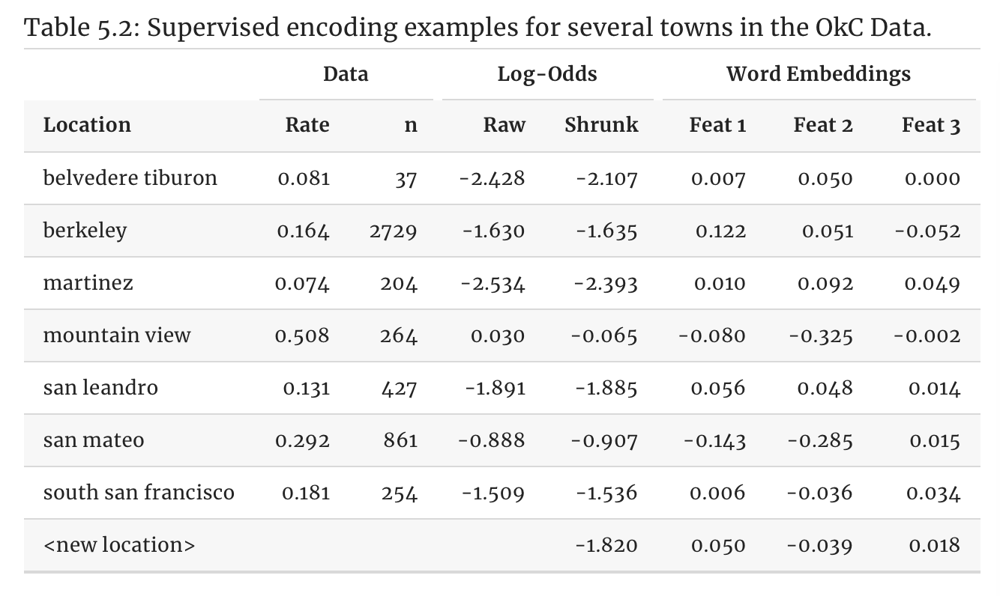 Table 5.2: Supervised encoding examples for several towns in the OkC Data.
Data Log-Odds Word Embeddings
Location Rate n Raw Shrunk Feat 1 Feat 2 Feat 3
belvedere tiburon 0.081 37 -2.428 -2.107 0.007 0.050 0.000
berkeley 0.164 2729 -1.630 -1.635 0.122 0.051 -0.052
martinez 0.074 204 -2.534 -2.393 0.010 0.092 0.049
mountain view 0.508 264 0.030 -0.065 -0.080 -0.325 -0.002
san leandro 0.131 427 -1.891 -1.885 0.056 0.048 0.014
san mateo 0.292 861 -0.888 -0.907 -0.143 -0.285 0.015
south san francisco 0.181 254 -1.509 -1.536 0.006 -0.036 0.034
<new location> -1.820 0.050 -0.039 0.018